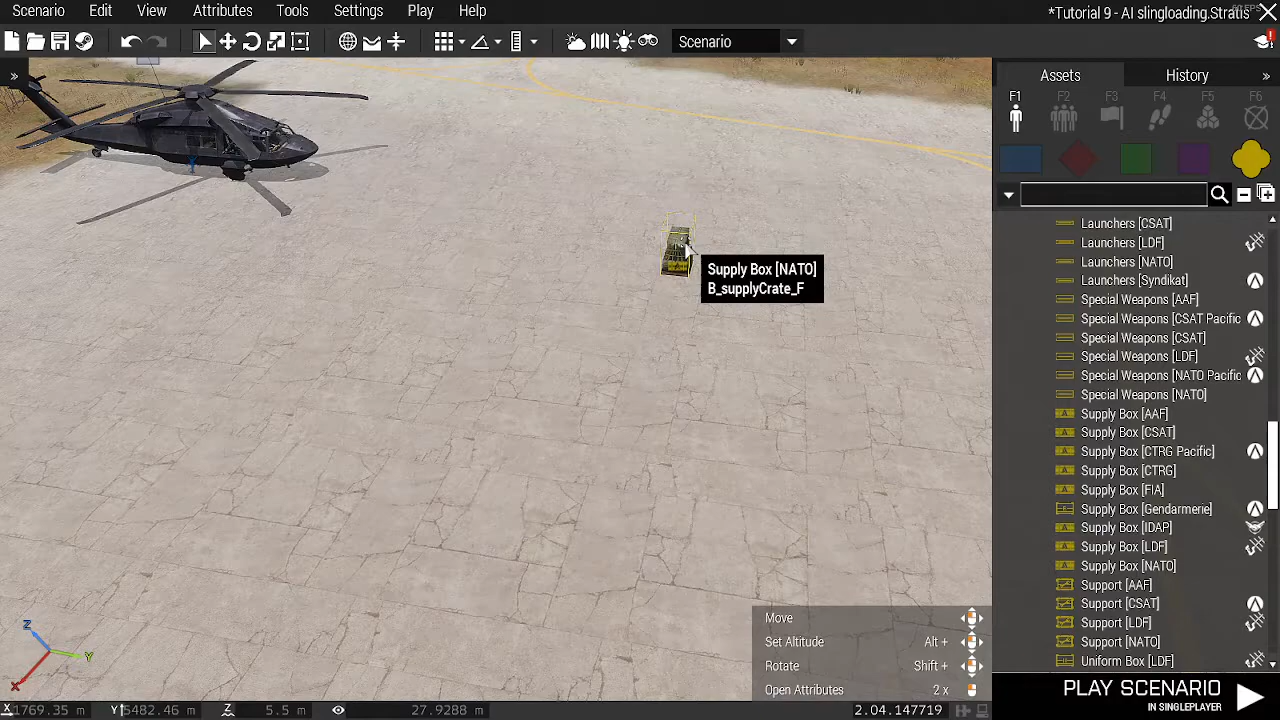 Scenario Edit View Attributes Tools Settings Play Help
*Tutorial 9 - AI slingloading.Stratis
Scenario
Assets History »
»
F1 F2 F3 F4 F5 F6
Launchers [CSAT]
Launchers [LDF]
Launchers [NATO]
Launchers [Syndikat]
Special Weapons [AAF]
Special Weapons [CSAT Pacific
Special Weapons [CSAT]
Special Weapons [LDF]
Special Weapons [NATO Pacific
Special Weapons [NATO]
Supply Box [AAF]
Supply Box [CSAT]
Supply Box [CTRG Pacific]
Supply Box [CTRG]
Supply Box [FIA]
Supply Box [Gendarmerie]
Supply Box [IDAP]
Supply Box [LDF]
Supply Box [NATO]
Support [AAF]
Support [CSAT]
Support [LDF]
Support [NATO]
Uniform Box [LDF]
Supply Box [NATO]
B_supplyCrate_F
Move
Set Altitude Alt +
Rotate Shift +
Open Attributes 2 x
Z
Y
X
PLAY SCENARIO
IN SINGLEPLAYER
X 1769.35 m Y 5482.46 m Z 5.5 m 27.9288 m 2.04.147719